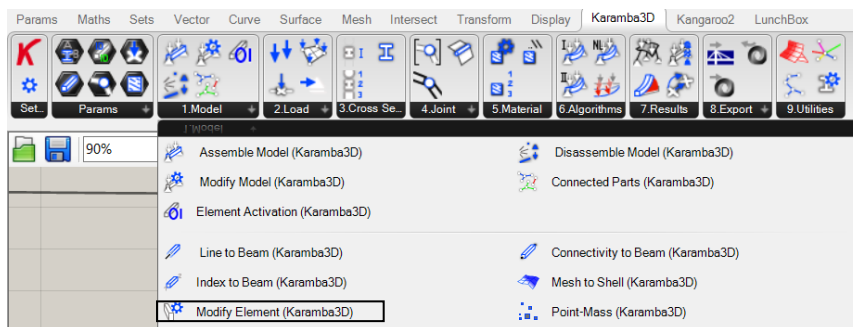 Params Maths Sets Vector Curve Surface Mesh Intersect Transform Display Karamba3D Kangaroo2 LunchBox
Set... Params 1.Model 2.Load 3.Cross Se... 4.Joint 5.Material 6.Algorithms 7.Results 8.Export 9.Utilities
1.Model
90%
Assemble Model (Karamba3D) Disassemble Model (Karamba3D)
Modify Model (Karamba3D) Connected Parts (Karamba3D)
Element Activation (Karamba3D)
Line to Beam (Karamba3D) Connectivity to Beam (Karamba3D)
Index to Beam (Karamba3D) Mesh to Shell (Karamba3D)
Modify Element (Karamba3D) Point-Mass (Karamba3D)